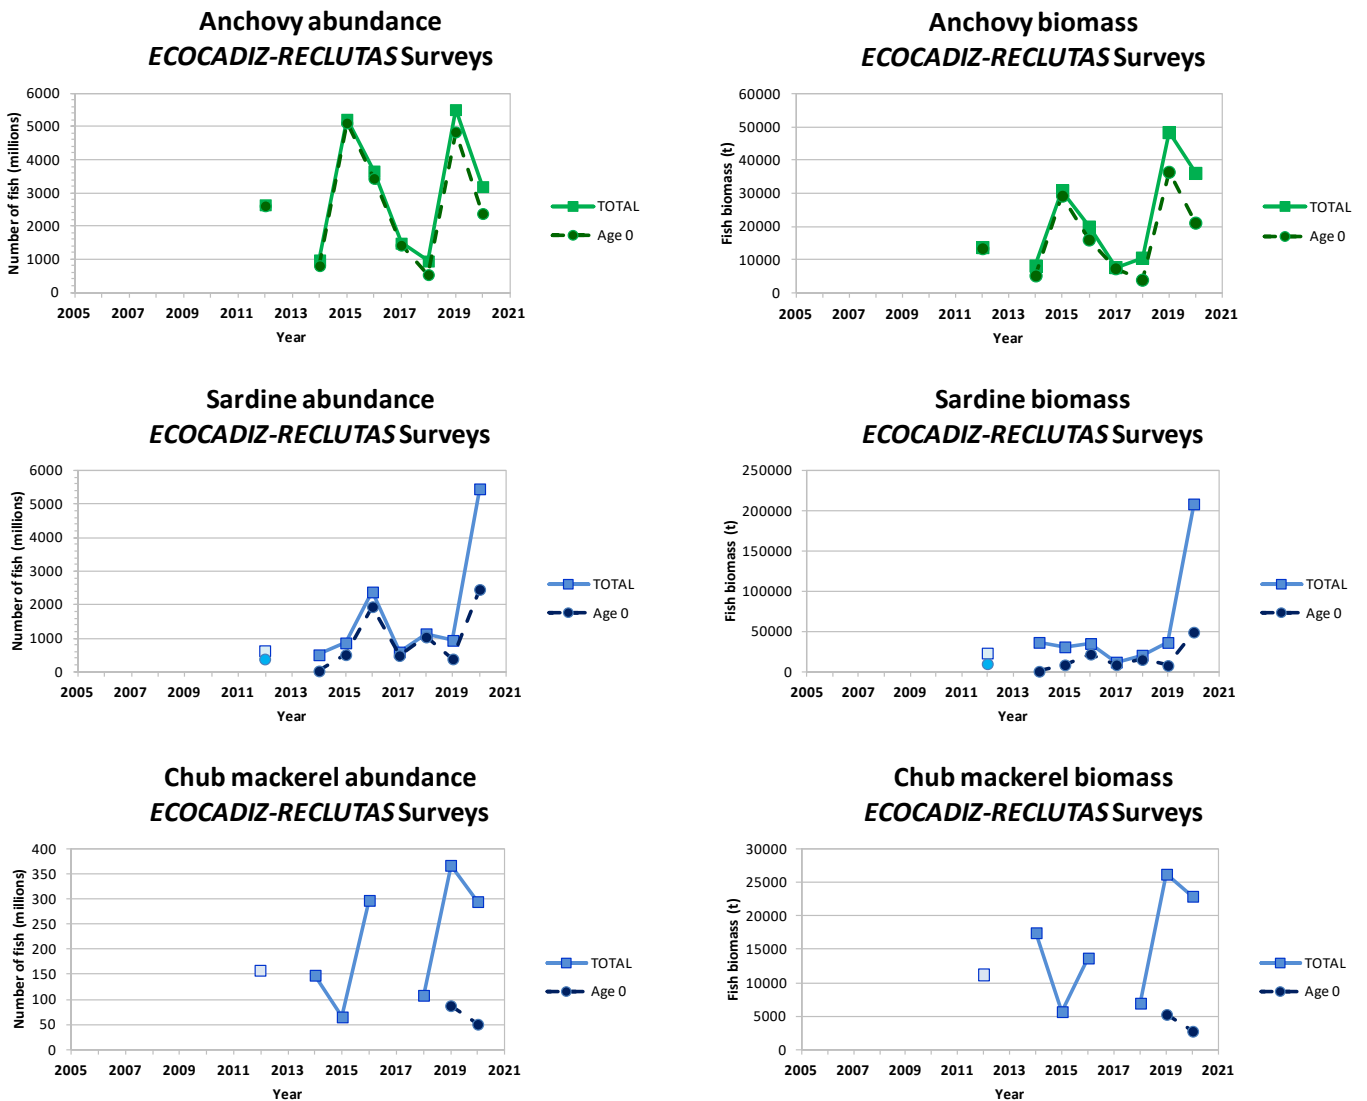 Anchovy abundance
ECOCADIZ-RECLUTAS Surveys
Number of fish (millions)
6000
5000
4000
3000
2000
1000
0
2005 2007 2009 2011 2013 2015 2017 2019 2021
Year
TOTAL
Age 0
Anchovy biomass
ECOCADIZ-RECLUTAS Surveys
Fish biomass (t)
60000
50000
40000
30000
20000
10000
0
2005 2007 2009 2011 2013 2015 2017 2019 2021
Year
TOTAL
Age 0
Sardine abundance
ECOCADIZ-RECLUTAS Surveys
Number of fish (millions)
6000
5000
4000
3000
2000
1000
0
2005 2007 2009 2011 2013 2015 2017 2019 2021
Year
TOTAL
Age 0
Sardine biomass
ECOCADIZ-RECLUTAS Surveys
Fish biomass (t)
250000
200000
150000
100000
50000
0
2005 2007 2009 2011 2013 2015 2017 2019 2021
Year
TOTAL
Age 0
Chub mackerel abundance
ECOCADIZ-RECLUTAS Surveys
Number of fish (millions)
400
350
300
250
200
150
100
50
0
2005 2007 2009 2011 2013 2015 2017 2019 2021
Year
TOTAL
Age 0
Chub mackerel biomass
ECOCADIZ-RECLUTAS Surveys
Fish biomass (t)
30000
25000
20000
15000
10000
5000
0
2005 2007 2009 2011 2013 2015 2017 2019 2021
Year
TOTAL
Age 0